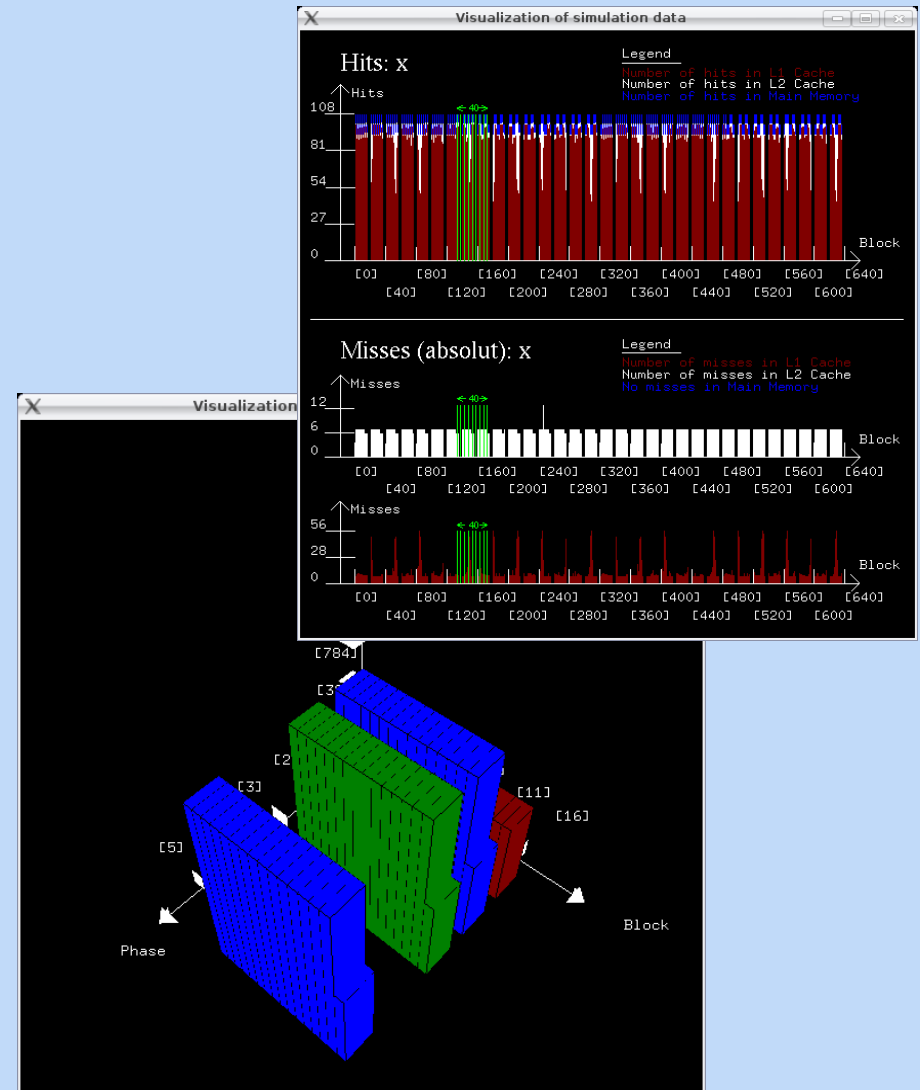 Visualization of simulation data
Hits: x
Legend
Number of hits in L1 Cache
Number of hits in L2 Cache
Number of hits in Main Memory
Hits
108
40
81
54
27
0
Block
[0] [80] [160] [240] [320] [400] [480] [560] [640]
[40] [120] [200] [280] [360] [440] [520] [600]
Misses (absolut): x
Legend
Number of misses in L1 Cache
Number of misses in L2 Cache
No misses in Main Memory
Misses
12
40
6
0
Block
[0] [80] [160] [240] [320] [400] [480] [560] [640]
[40] [120] [200] [280] [360] [440] [520] [600]
Misses
56
40
28
0
Block
[0] [80] [160] [240] [320] [400] [480] [560] [640]
[40] [120] [200] [280] [360] [440] [520] [600]
Visualization
[784]
[3]
[5]
[11]
[16]
Phase
Block